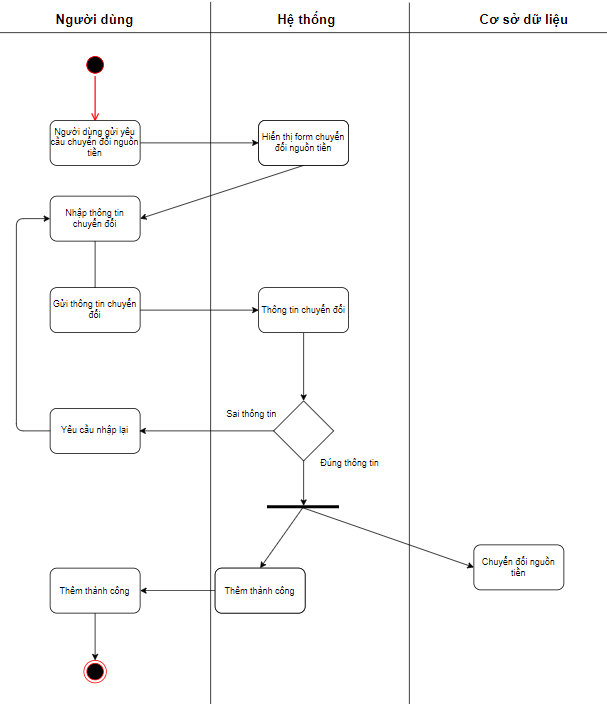 Người dùng
Hệ thống
Cơ sở dữ liệu
Người dùng gửi yêu
cầu chuyển đổi nguồn
tiền
Hiển thị form chuyển
đổi nguồn tiền
Nhập thông tin
chuyển đổi
Gửi thông tin chuyển
đổi
Thông tin chuyển đổi
Sai thông tin
Yêu cầu nhập lại
Đúng thông tin
Chuyển đổi nguồn
tiền
Thêm thành công
Thêm thành công